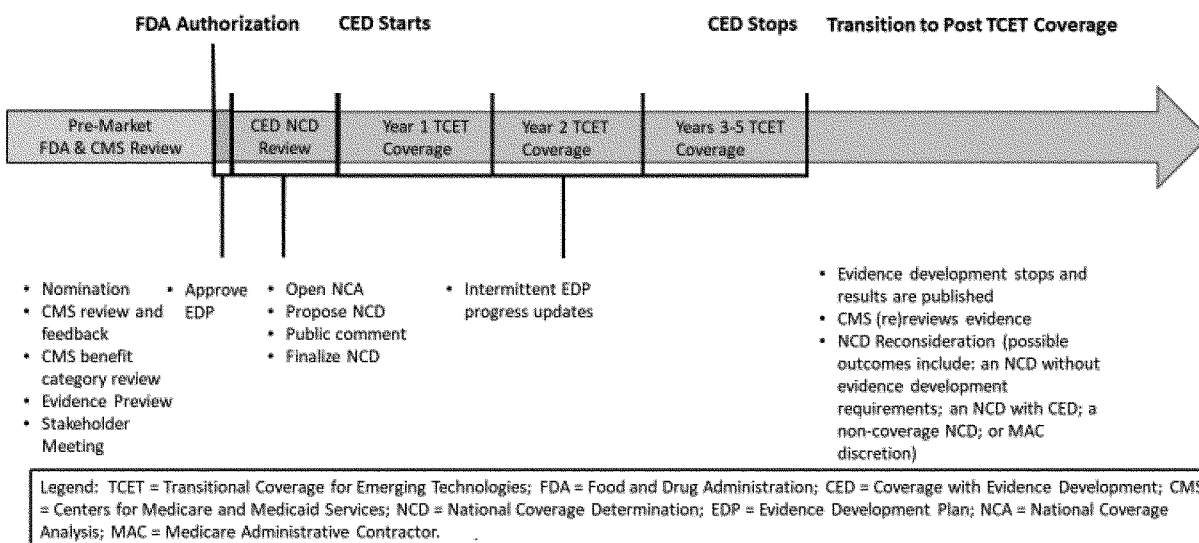 FDA Authorization CED Starts CED Stops Transition to Post TCET Coverage
Pre-Market
FDA & CMS Review
CED NCD
Review
Year 1 TCET
Coverage
Year 2 TCET
Coverage
Years 3-5 TCET
Coverage
• Nomination
• CMS review and
feedback
• CMS benefit
category review
• Evidence Preview
• Stakeholder
Meeting
• Approve
EDP
• Open NCA
• Propose NCD
• Public comment
• Finalize NCD
• Intermittent EDP
progress updates
• Evidence development stops and
results are published
• CMS (re)reviews evidence
• NCD Reconsideration (possible
outcomes include: an NCD without
evidence development
requirements; an NCD with CED; a
non-coverage NCD; or MAC
discretion)
Legend: TCET = Transitional Coverage for Emerging Technologies; FDA = Food and Drug Administration; CED = Coverage with Evidence Development; CMS
= Centers for Medicare and Medicaid Services; NCD = National Coverage Determination; EDP = Evidence Development Plan; NCA = National Coverage
Analysis; MAC = Medicare Administrative Contractor.